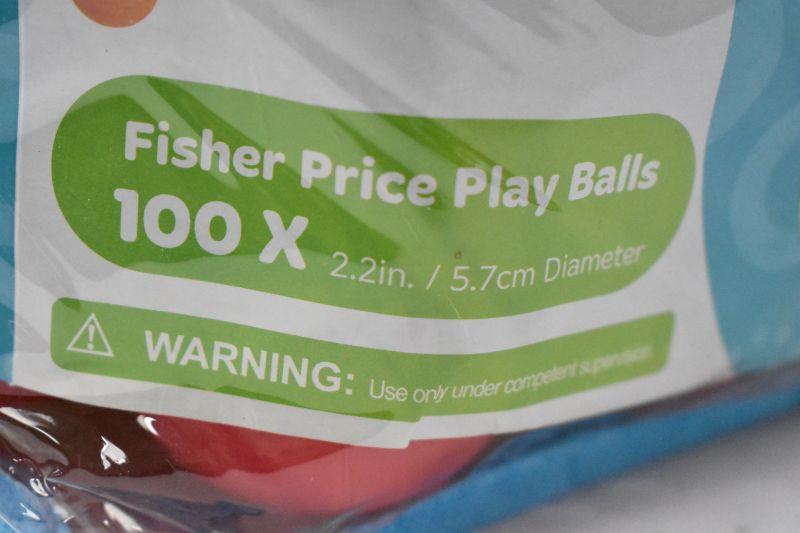 Fisher Price Play Balls
100 X 2.2in. / 5.7cm Diameter
WARNING: Use only under competent supervision.